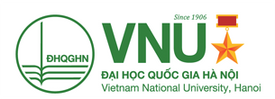 Since 1906
ĐHQGHN
VNU
ĐẠI HỌC QUỐC GIA HÀ NỘI
Vietnam National University, Hanoi